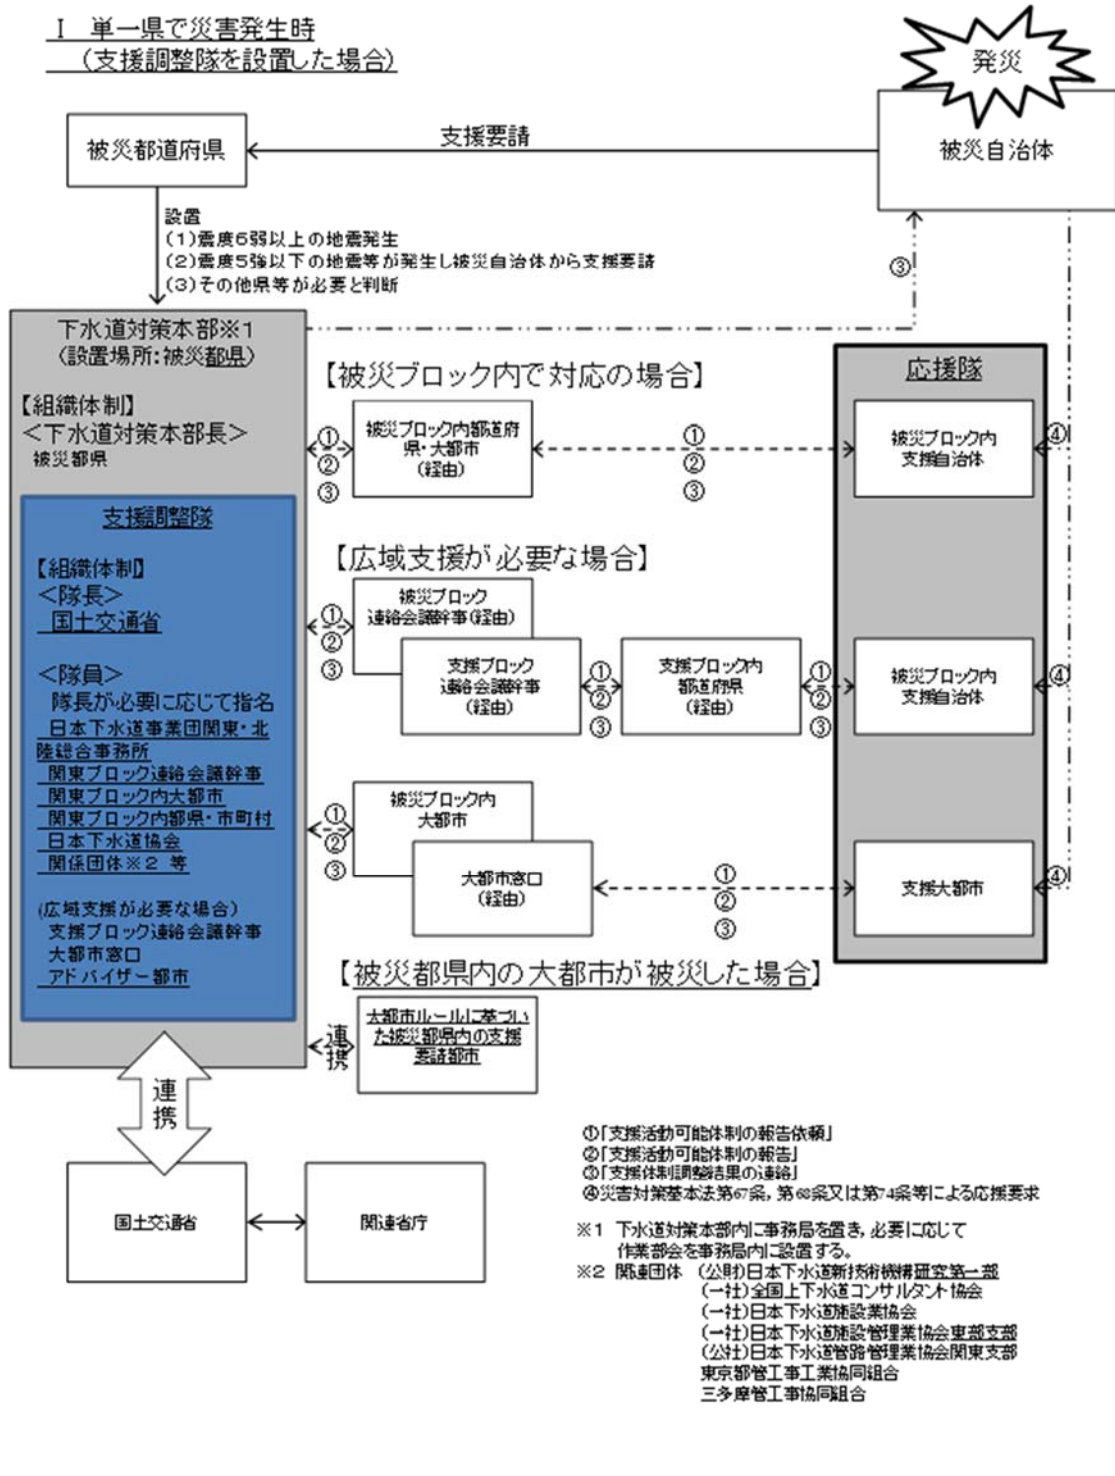 Ⅰ 単一県で災害発生時
(支援調整隊を設置した場合)
発災
被災都道府県
支援要請
被災自治体
設置
(1)震度6弱以上の地震発生
(2)震度5強以下の地震等が発生し被災自治体から支援要請
(3)その他県等が必要と判断
③
下水道対策本部※1
(設置場所:被災都県)
【組織体制】
<下水道対策本部長>
被災都県
支援調整隊
【組織体制】
<隊長>
国土交通省
<隊員>
隊長が必要に応じて指名
日本下水道事業団関東・北
陸総合事務所
関東ブロック連絡会議幹事
関東ブロック内大都市
関東ブロック内都県・市町村
日本下水道協会
関係団体※2 等
(広域支援が必要な場合)
支援ブロック連絡会議幹事
大都市窓口
アドバイザー都市
【被災ブロック内で対応の場合】
①
②
③
被災ブロック内都道府
県・大都市
(経由)
①
②
③
応援隊
被災ブロック内
支援自治体
④
【広域支援が必要な場合】
①
②
③
被災ブロック
連絡会議幹事(経由)
支援ブロック
連絡会議幹事
(経由)
①
②
③
支援ブロック内
都道府県
(経由)
①
②
③
被災ブロック内
支援自治体
④
①
②
③
被災ブロック内
大都市
大都市窓口
(経由)
①
②
③
支援大都市
④
【被災都県内の大都市が被災した場合】
連携
大都市ルールに基づい
た被災都県内の支援
要請都市
連携
国土交通省
関連省庁
①「支援活動可能体制の報告依頼」
②「支援活動可能体制の報告」
③「支援体制調整結果の連絡」
④災害対策基本法第67条，第68条又は第74条等による応援要求
※1 下水道対策本部内に事務局を置き，必要に応じて
作業部会を事務局内に設置する。
※2 関連団体 (公財)日本下水道新技術機構研究第一部
(一社)全国上下水道コンサルタント協会
(一社)日本下水道施設業協会
(一社)日本下水道施設管理業協会東部支部
(公社)日本下水道管路管理業協会関東支部
東京都管工事工業協同組合
三多摩管工事協同組合